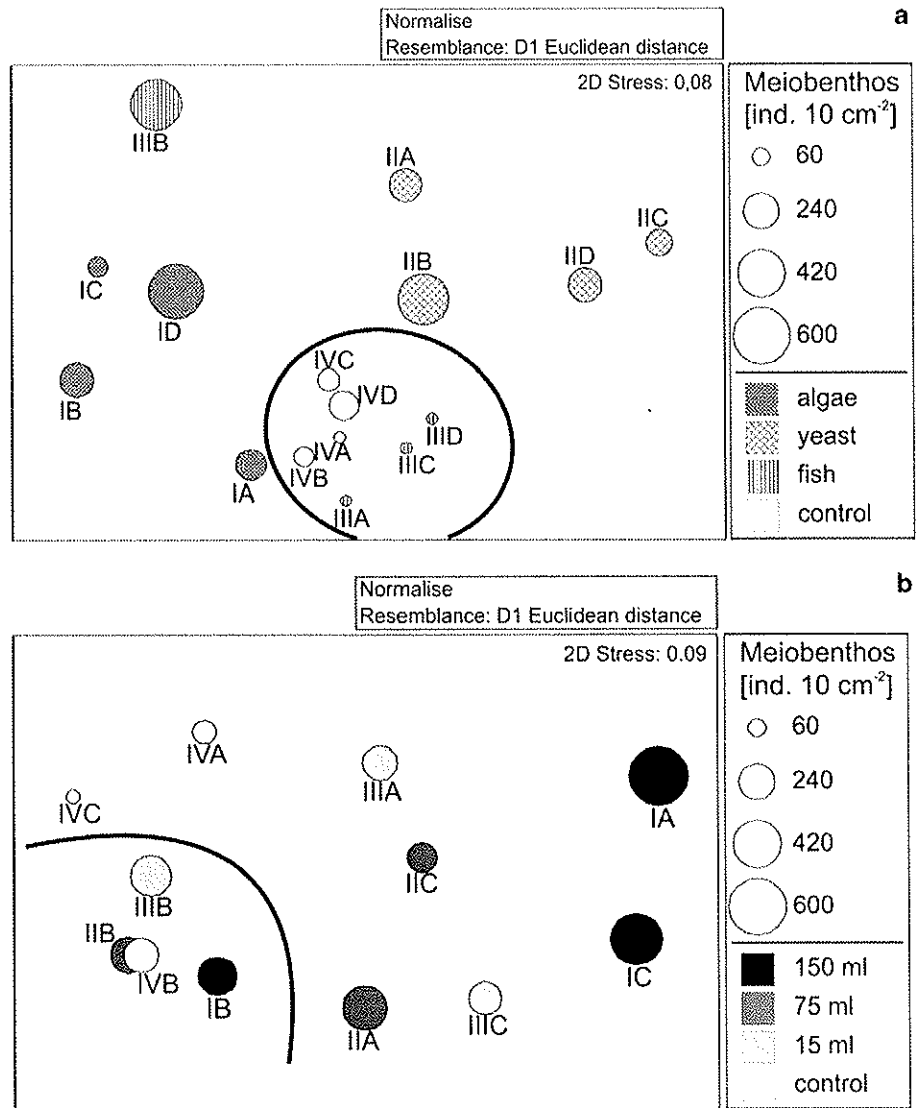 a
Normalise
Resemblance: D1 Euclidean distance
2D Stress: 0,08
IIIB
IIA
IIC
IIB
IID
IC
ID
IVC
IB
IVD
IIID
IVA
IIIC
IVB
IA
IIIA
Meiobenthos
[ind. 10 cm⁻²]
60
240
420
600
algae
yeast
fish
control
b
Normalise
Resemblance: D1 Euclidean distance
2D Stress: 0.09
IVA
IIIA
IVC
IA
IIC
IIIB
IIB
IVB
IB
IC
IIA
IIIC
Meiobenthos
[ind. 10 cm⁻²]
60
240
420
600
150 ml
75 ml
15 ml
control